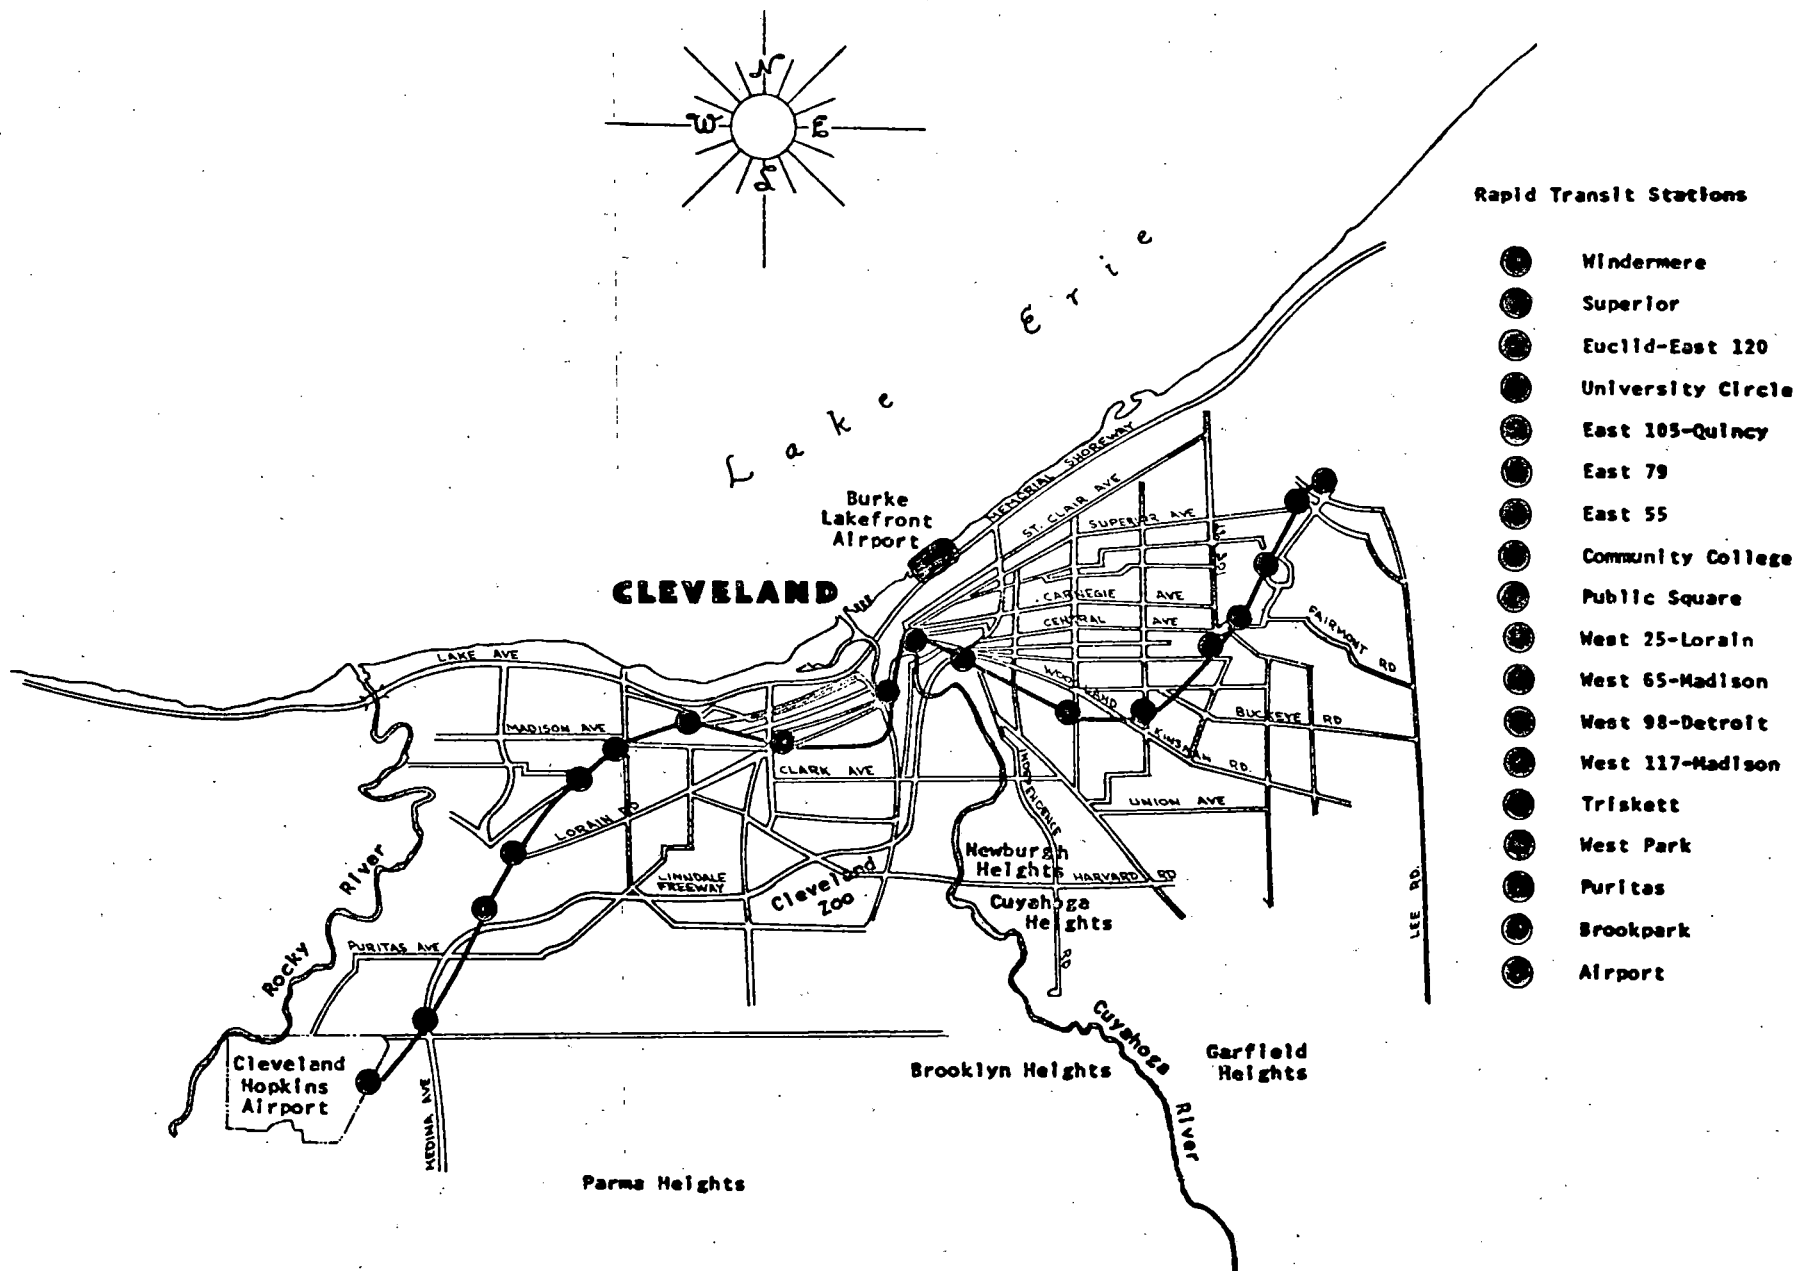 N
W E
S
Lake Erie
Rapid Transit Stations
Windermere
Superior
Euclid-East 120
University Circle
East 105-Quincy
East 79
East 55
Community College
Public Square
West 25-Lorain
West 65-Madison
West 98-Detroit
West 117-Madison
Triskett
West Park
Puritas
Brookpark
Airport
Burke
Lakefront
Airport
CLEVELAND
MEMORIAL SHOREWAY
ST. CLAIR AVE
SUPERIOR AVE
CARNEGIE AVE
CENTRAL AVE
WOODLAND
FAIRMONT RD
BUCKEYE RD
KINSMAN RD.
UNION AVE
LAKE AVE
MADISON AVE
CLARK AVE
LORAIN
INDEPENDENCE
RD
LINNDALE
FREEWAY
Cleveland
Zoo
Newburgh
Heights
HARVARD RD
Cuyahoga
Heights
LEE RD.
Rocky River
PURITAS AVE
Cleveland
Hopkins
Airport
MEDINA AVE
Cuyahoga River
Brooklyn Heights
Garfield
Heights
Parma Heights